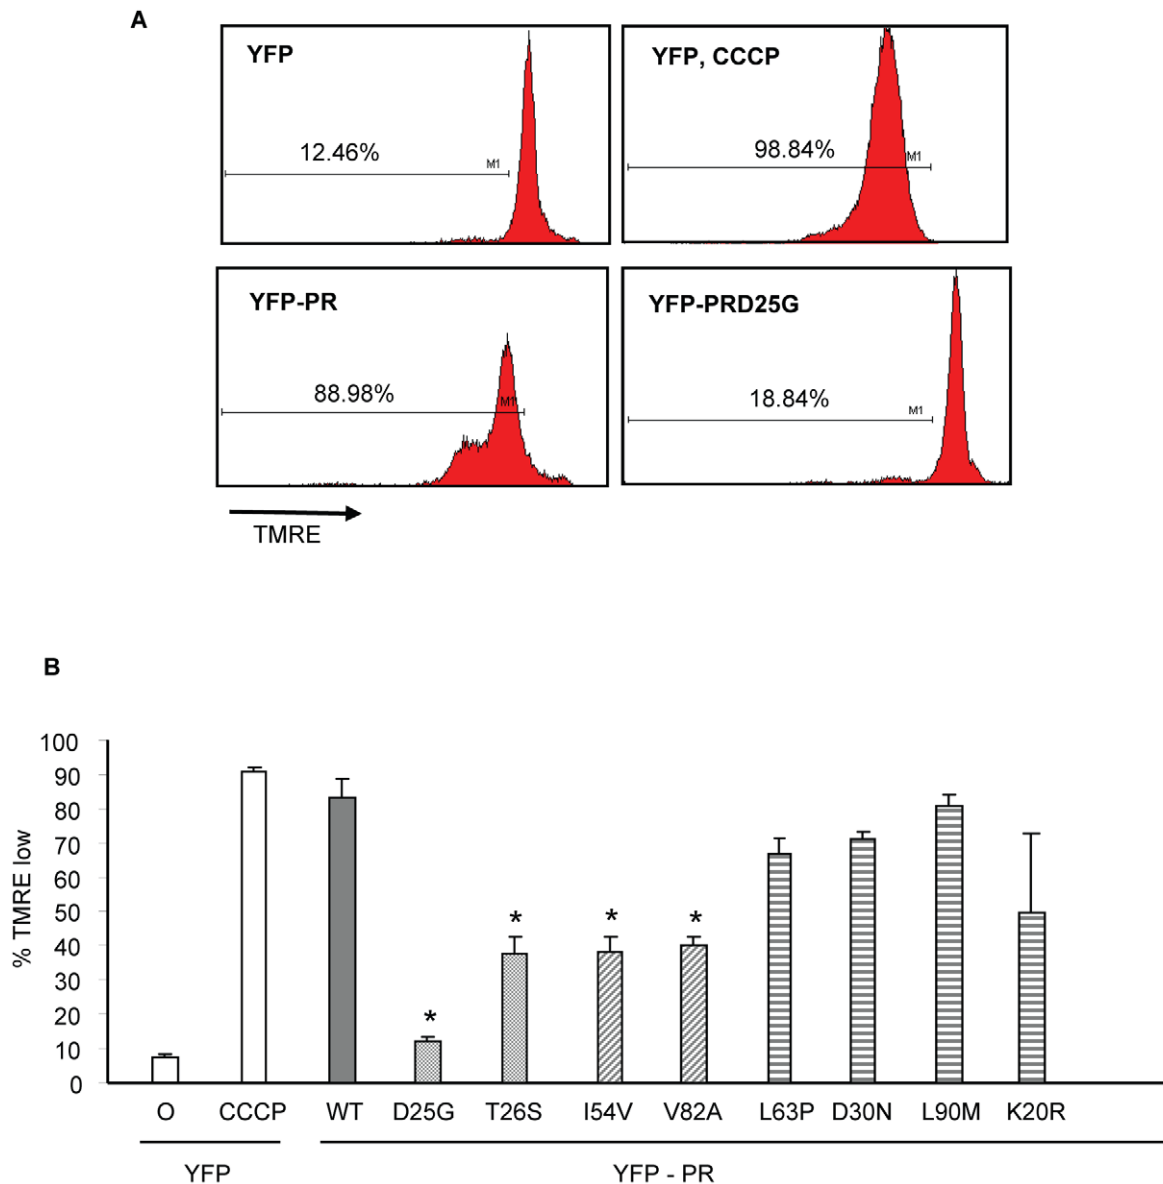 A
YFP
12.46%
M1
YFP, CCCP
98.84%
M1
YFP-PR
88.98%
M1
YFP-PRD25G
18.84%
M1
TMRE
B
% TMRE low
100
90
80
70
60
50
40
30
20
10
0
* * * * 
O CCCP WT D25G T26S I54V V82A L63P D30N L90M K20R
YFP YFP - PR